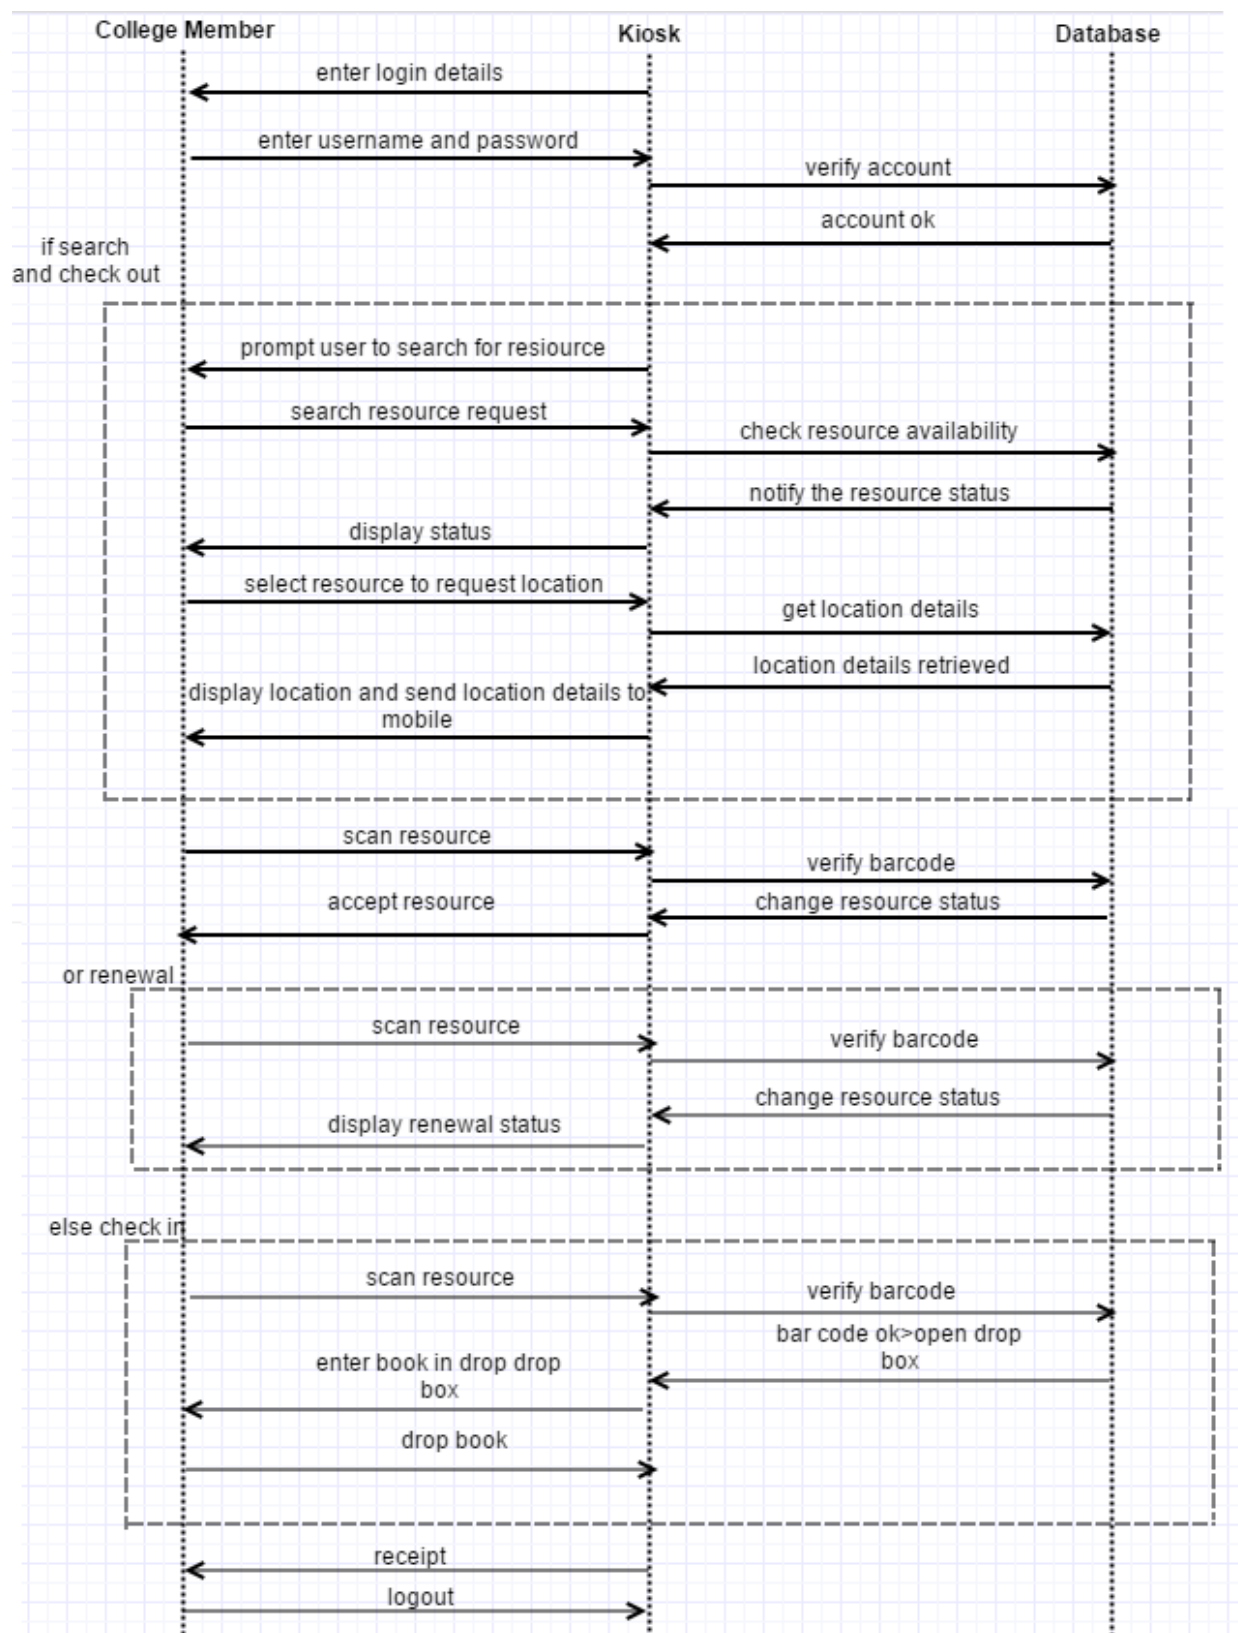 College Member
Kiosk
Database
enter login details
enter username and password
verify account
account ok
if search
and check out
prompt user to search for resiource
search resource request
check resource availability
notify the resource status
display status
select resource to request location
get location details
location details retrieved
display location and send location details to
mobile
scan resource
verify barcode
change resource status
accept resource
or renewal
scan resource
verify barcode
change resource status
display renewal status
else check in
scan resource
verify barcode
bar code ok>open drop
box
enter book in drop drop
box
drop book
receipt
logout